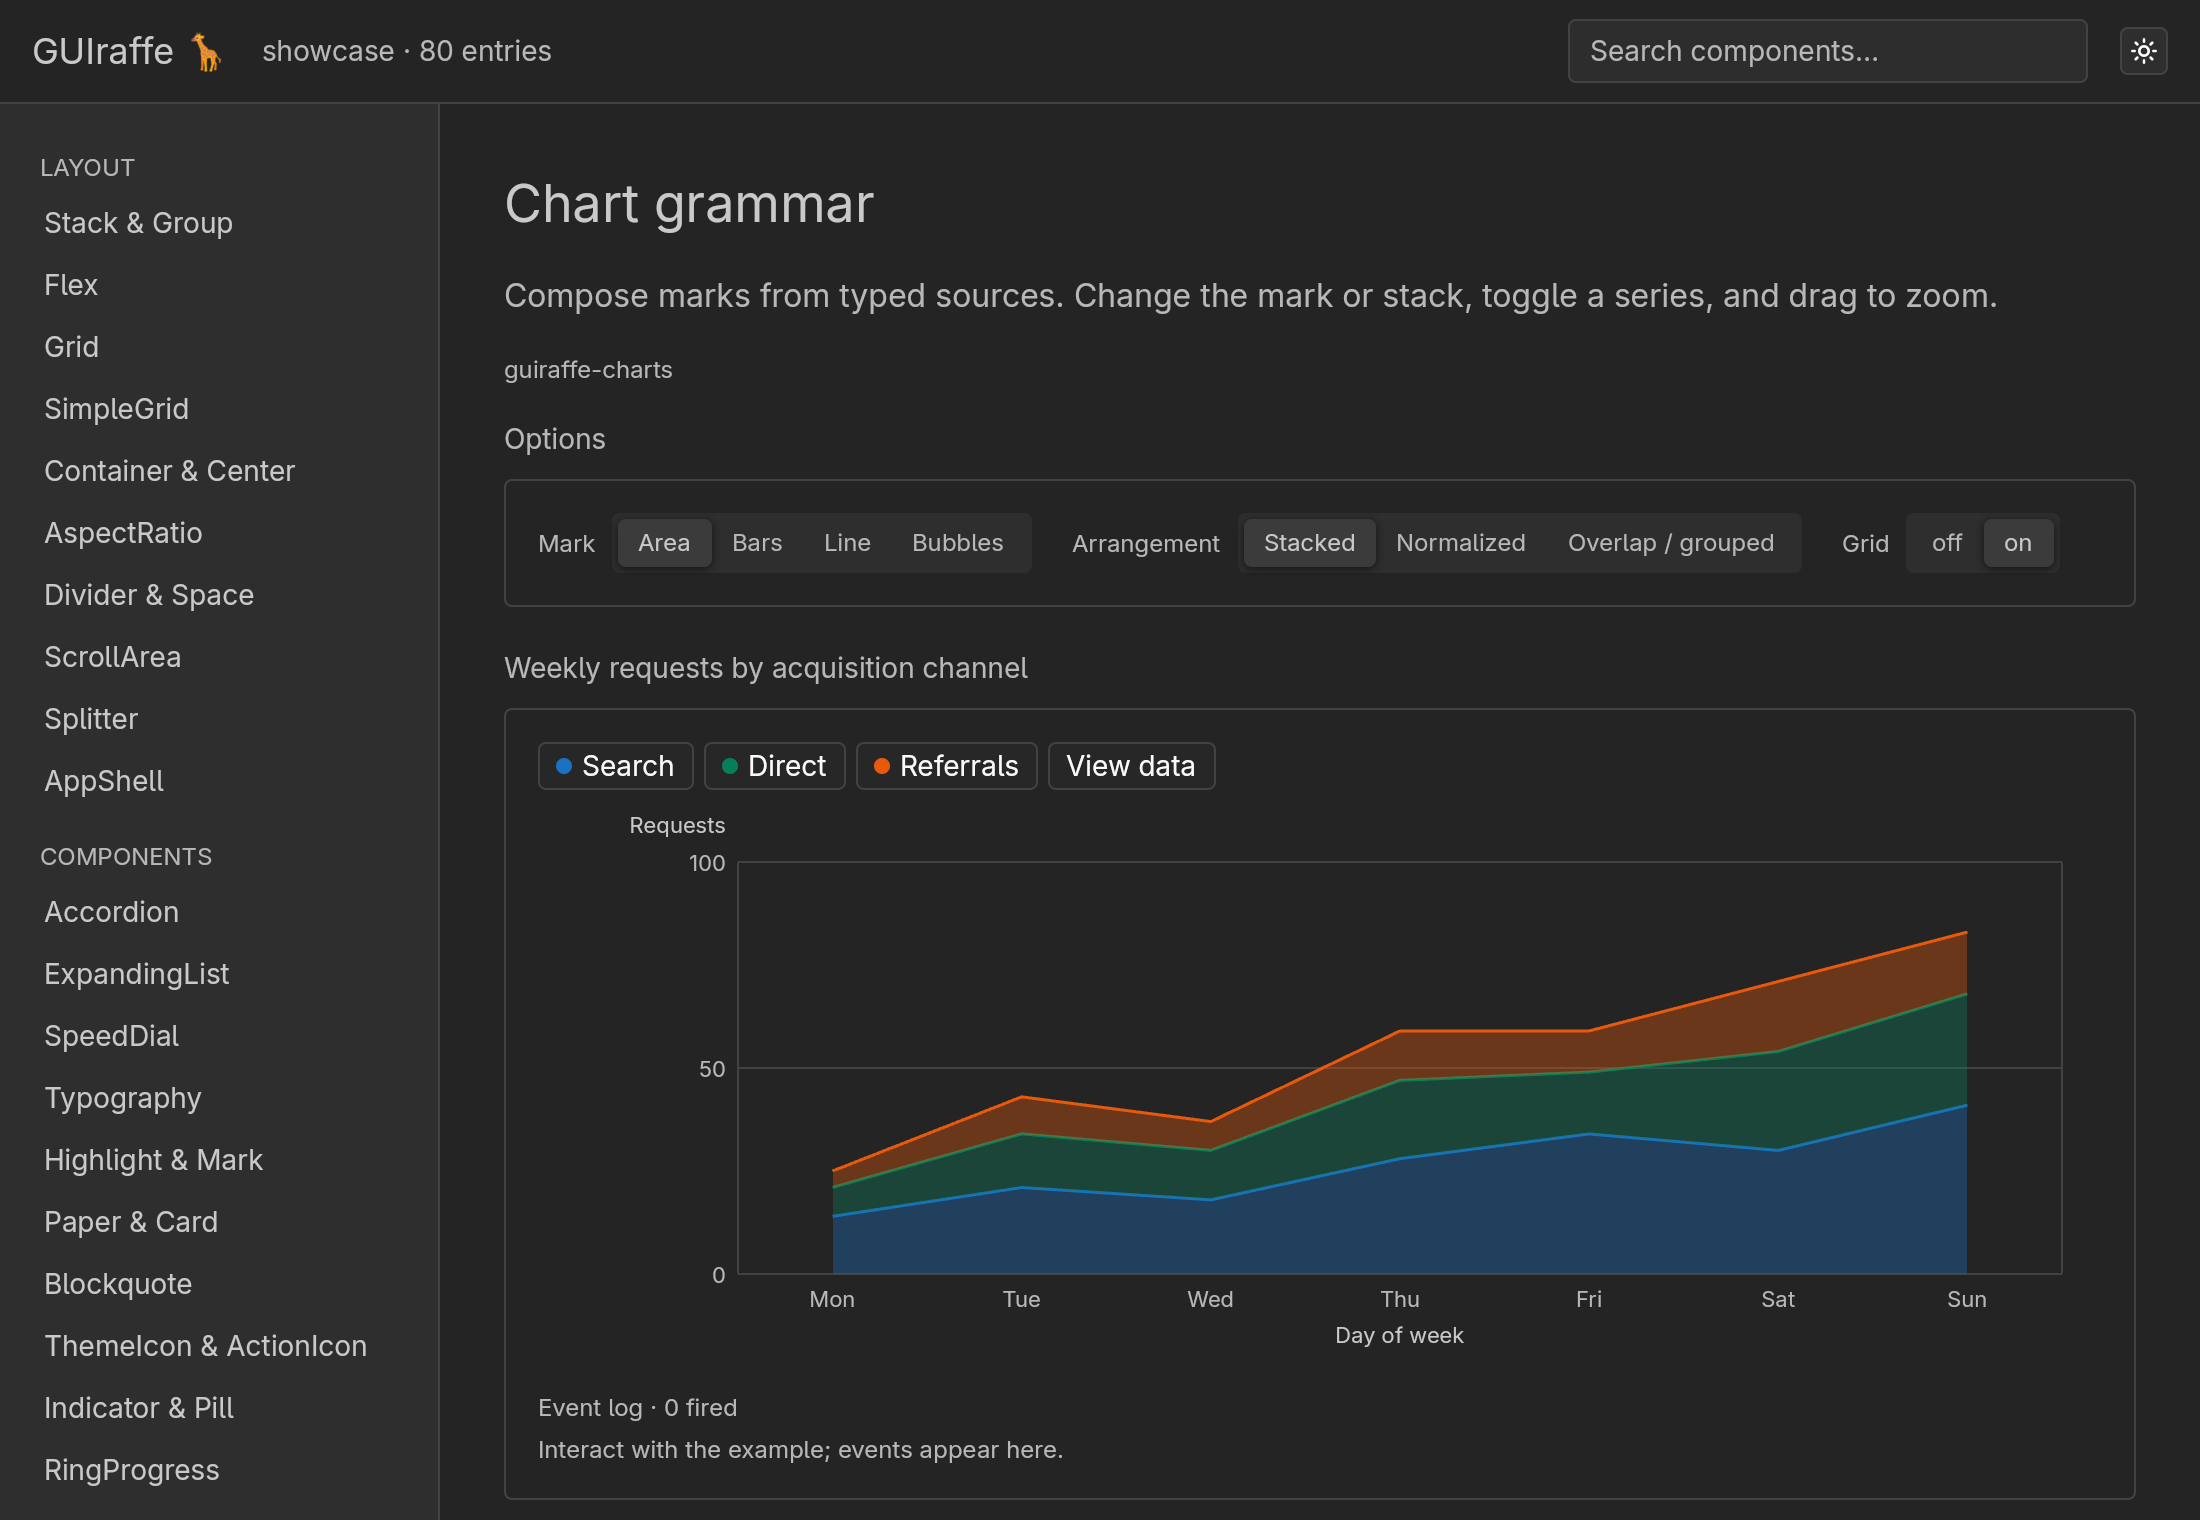 GUIraffe 🦒 showcase · 80 entries Search components...
LAYOUT
Stack & Group
Flex
Grid
SimpleGrid
Container & Center
AspectRatio
Divider & Space
ScrollArea
Splitter
AppShell
COMPONENTS
Accordion
ExpandingList
SpeedDial
Typography
Highlight & Mark
Paper & Card
Blockquote
ThemeIcon & ActionIcon
Indicator & Pill
RingProgress
Chart grammar
Compose marks from typed sources. Change the mark or stack, toggle a series, and drag to zoom.
guiraffe-charts
Options
Mark Area Bars Line Bubbles Arrangement Stacked Normalized Overlap / grouped Grid off on
Weekly requests by acquisition channel
Search Direct Referrals View data
Requests
100
50
0
Mon Tue Wed Thu Fri Sat Sun
Day of week
Event log · 0 fired
Interact with the example; events appear here.